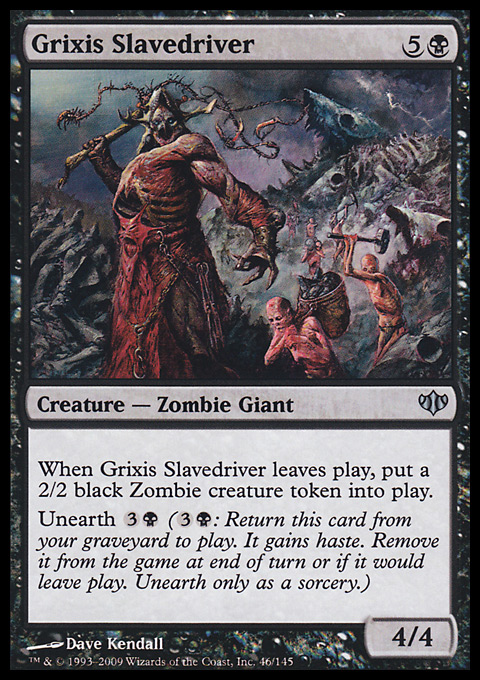 Grixis Slavedriver 5
Creature — Zombie Giant
When Grixis Slavedriver leaves play, put a
2/2 black Zombie creature token into play.
Unearth 3 (3: Return this card from
your graveyard to play. It gains haste. Remove
it from the game at end of turn or if it would
leave play. Unearth only as a sorcery.)
Dave Kendall
4/4
™ & © 1993–2009 Wizards of the Coast, Inc. 46/145